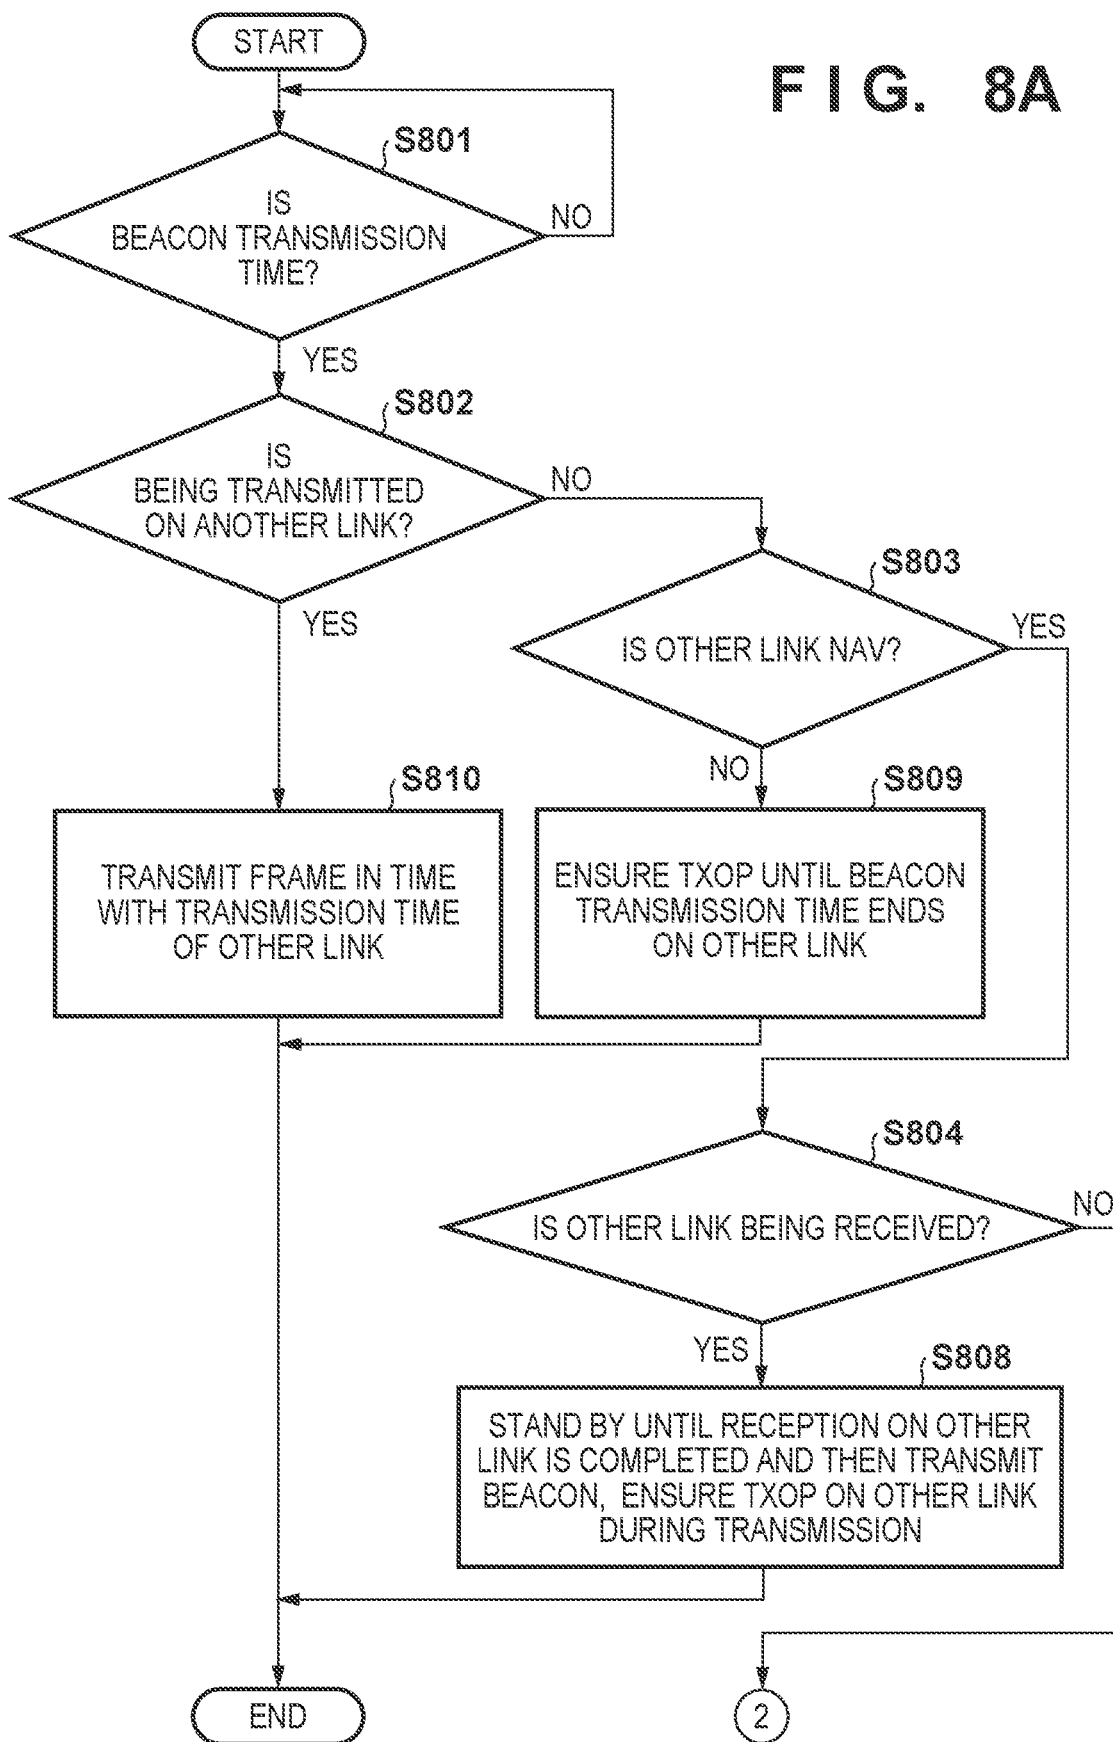 START
FIG. 8A
S801
IS
BEACON TRANSMISSION
TIME?
NO
YES
S802
IS
BEING TRANSMITTED
ON ANOTHER LINK?
NO
YES
S803
IS OTHER LINK NAV?
YES
NO
S810
TRANSMIT FRAME IN TIME
WITH TRANSMISSION TIME
OF OTHER LINK
S809
ENSURE TXOP UNTIL BEACON
TRANSMISSION TIME ENDS
ON OTHER LINK
S804
IS OTHER LINK BEING RECEIVED?
NO
YES
S808
STAND BY UNTIL RECEPTION ON OTHER
LINK IS COMPLETED AND THEN TRANSMIT
BEACON, ENSURE TXOP ON OTHER LINK
DURING TRANSMISSION
END
2